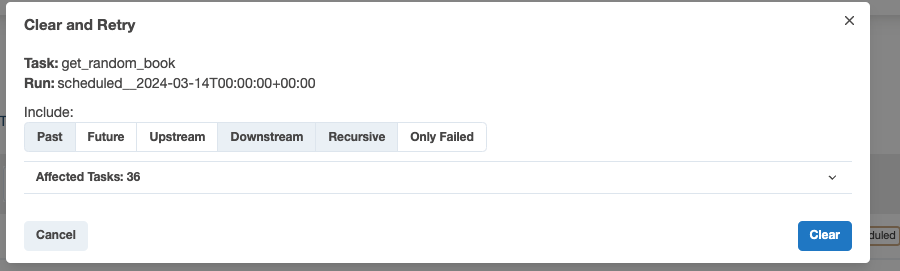 Clear and Retry
Task: get_random_book
Run: scheduled__2024-03-14T00:00:00+00:00
Include:
Past Future Upstream Downstream Recursive Only Failed
Affected Tasks: 36
Cancel Clear
duled